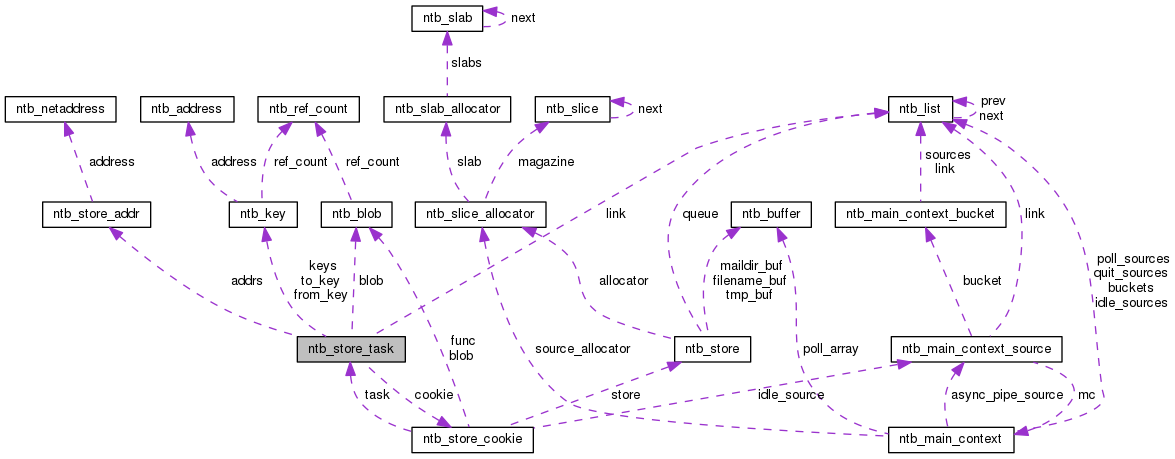 ntb_slab
next
slabs
ntb_netaddress
ntb_address
ntb_ref_count
ntb_slab_allocator
ntb_slice
next
ntb_list
prev
next
address
address
ref_count
ref_count
slab
magazine
sources
link
ntb_store_addr
ntb_key
ntb_blob
ntb_slice_allocator
link
queue
ntb_buffer
ntb_main_context_bucket
link
addrs
keys
to_key
from_key
blob
allocator
maildir_buf
filename_buf
tmp_buf
bucket
poll_sources
quit_sources
buckets
idle_sources
ntb_store_task
func
blob
source_allocator
ntb_store
poll_array
ntb_main_context_source
task
cookie
store
idle_source
async_pipe_source
mc
ntb_store_cookie
ntb_main_context